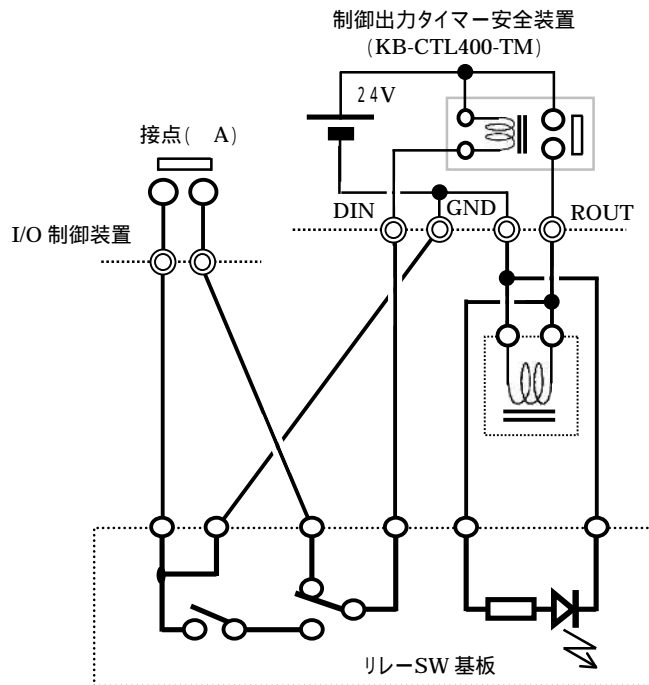 制御出力タイマー安全装置
(KB-CTL400-TM)
24V
接点( A)
DIN
GND
ROUT
I/O 制御装置
リレーSW 基板